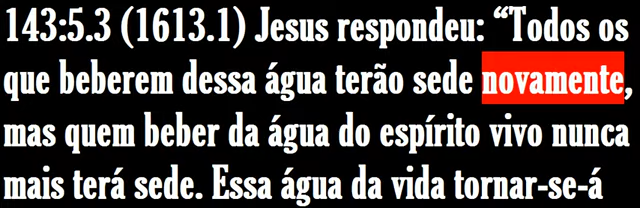 143:5.3 (1613.1) Jesus respondeu: “Todos os
que beberem dessa água terão sede novamente,
mas quem beber da água do espírito vivo nunca
mais terá sede. Essa água da vida tornar-se-á